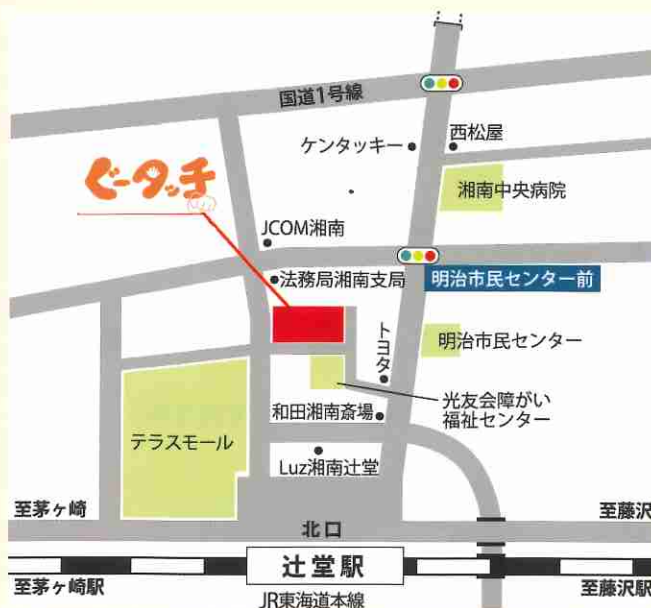 国道1号線
ケンタッキー
西松屋
湘南中央病院
ぐータッチ
JCOM湘南
法務局湘南支局
明治市民センター前
トヨタ
明治市民センター
光友会障がい
福祉センター
和田湘南斎場
テラスモール
Luz湘南辻堂
至茅ヶ崎
北口
至藤沢
辻堂駅
至茅ヶ崎駅
至藤沢駅
JR東海道本線